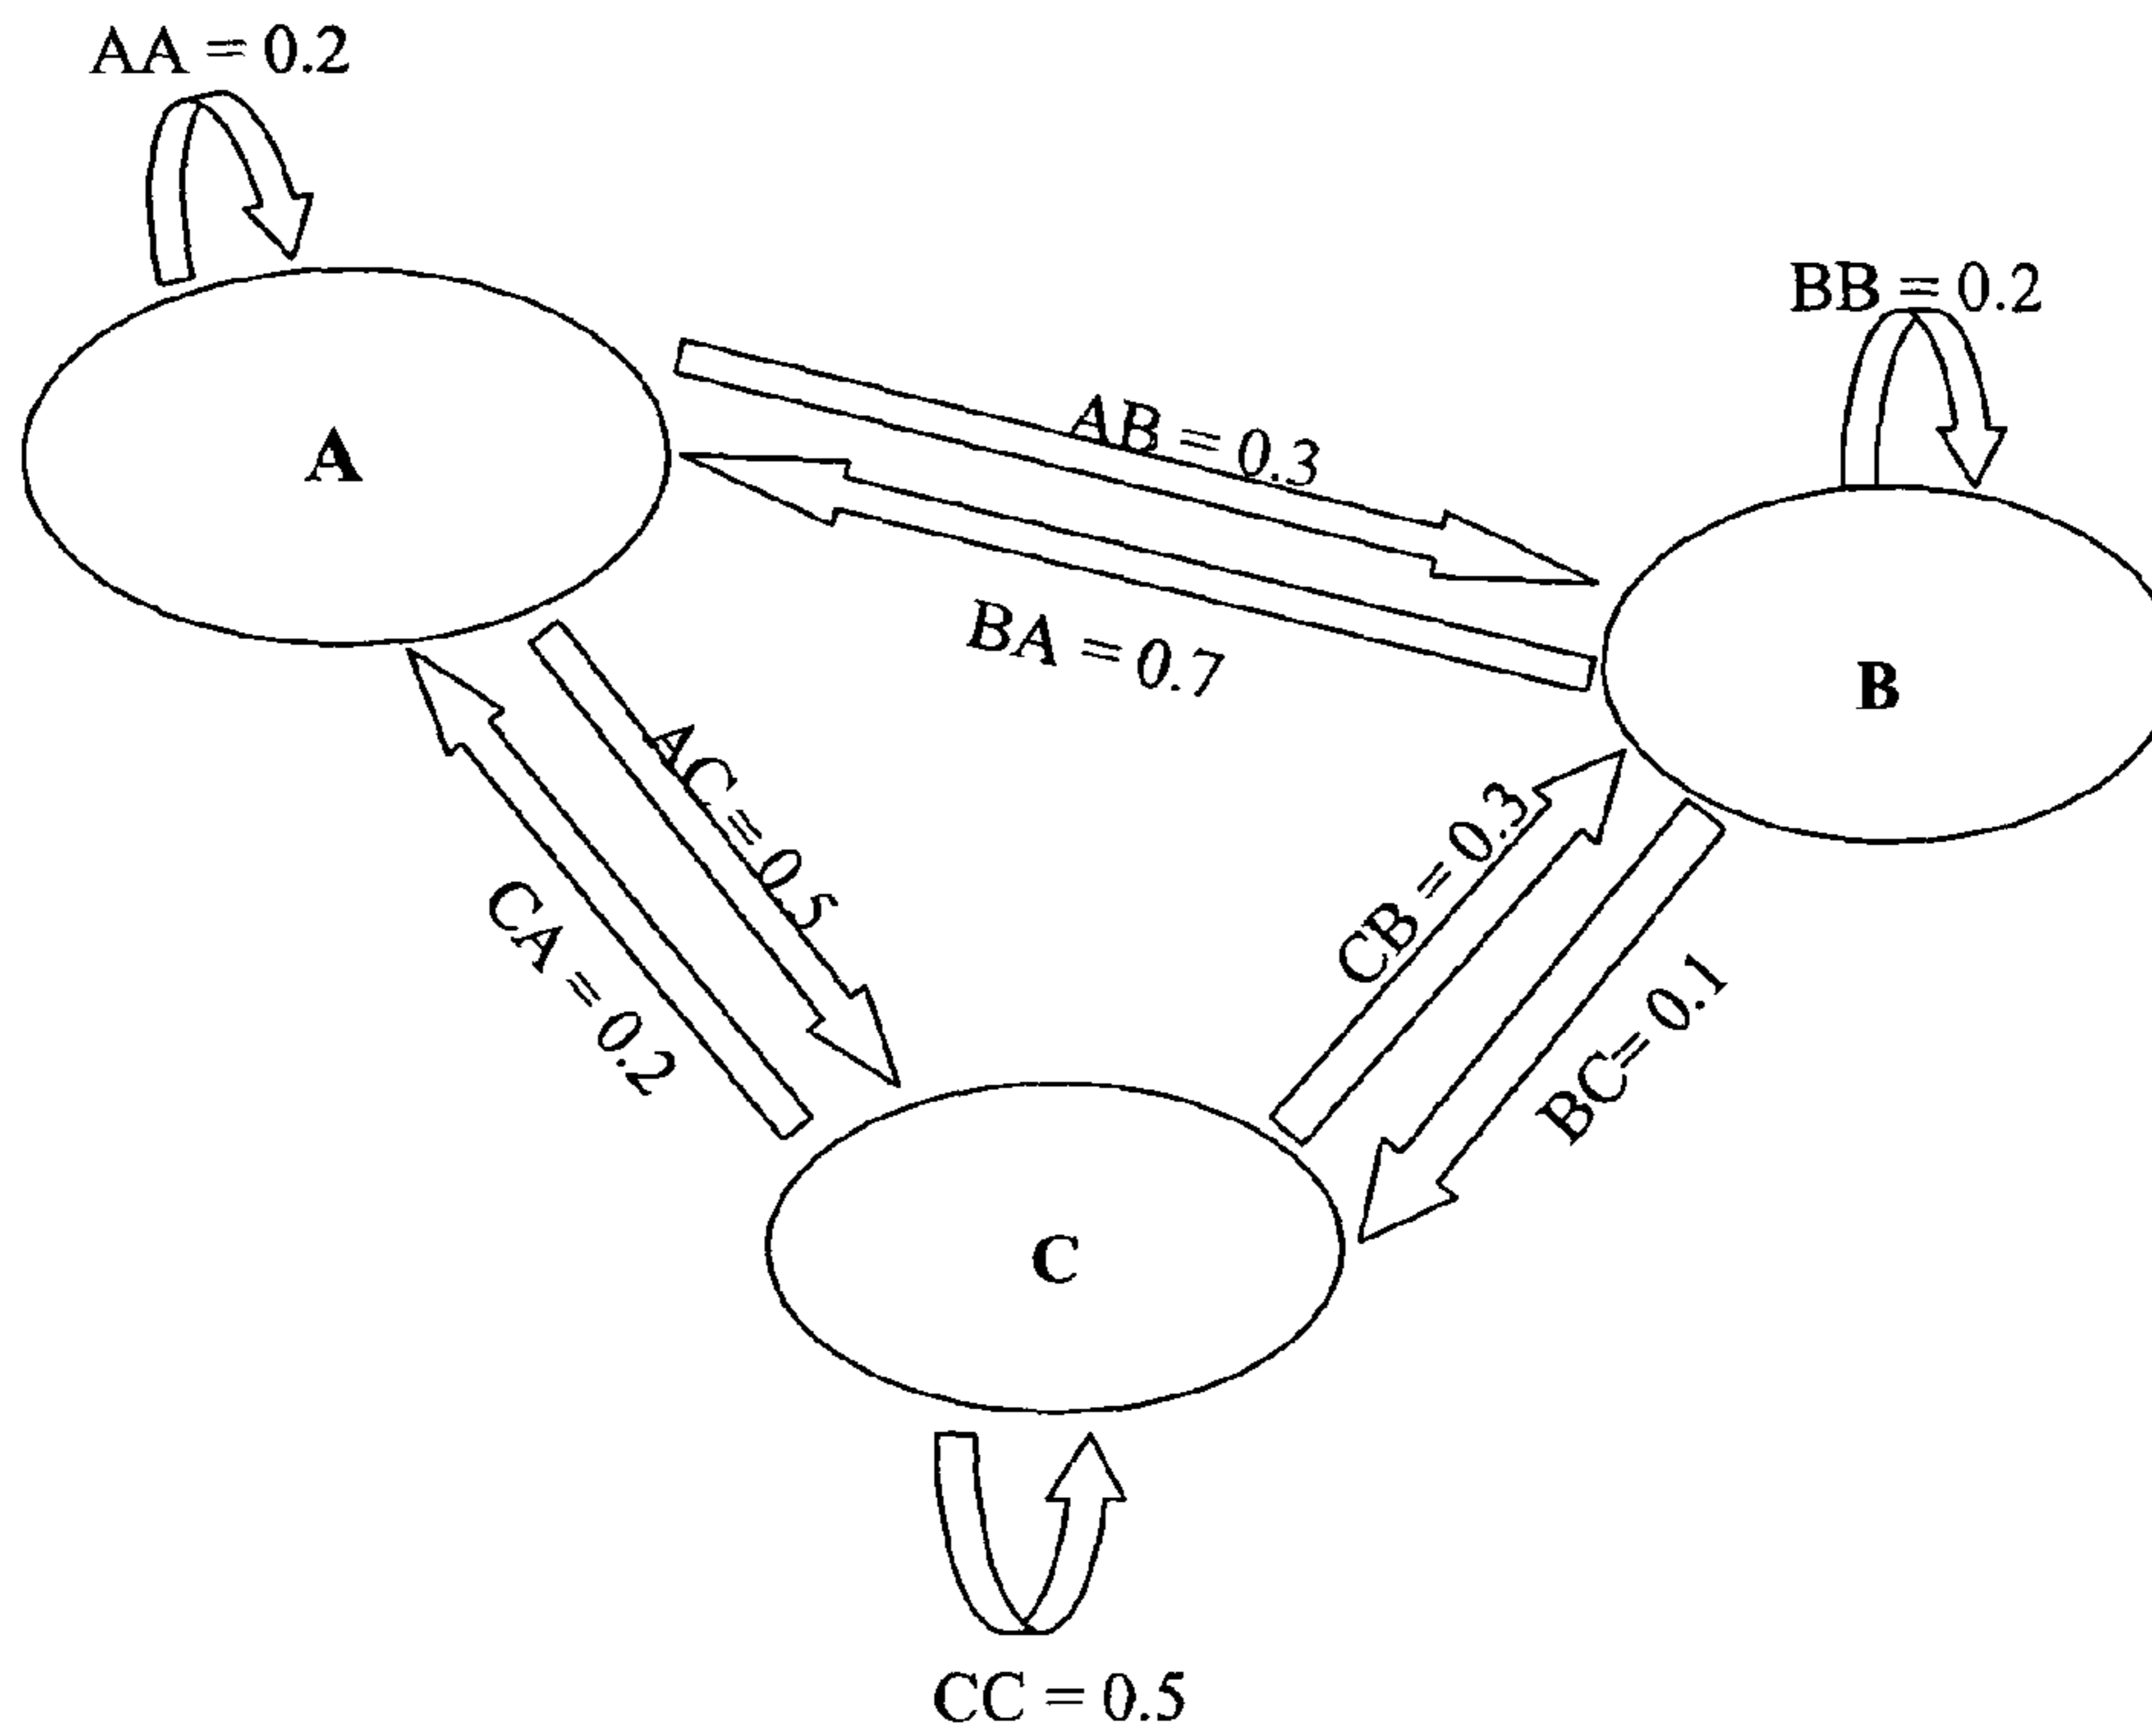 AA = 0.2
BB = 0.2
AB = 0.3
A
BA = 0.7
B
AC = 0.5
CB = 0.3
CA = 0.2
BC= 0.1
C
CC = 0.5